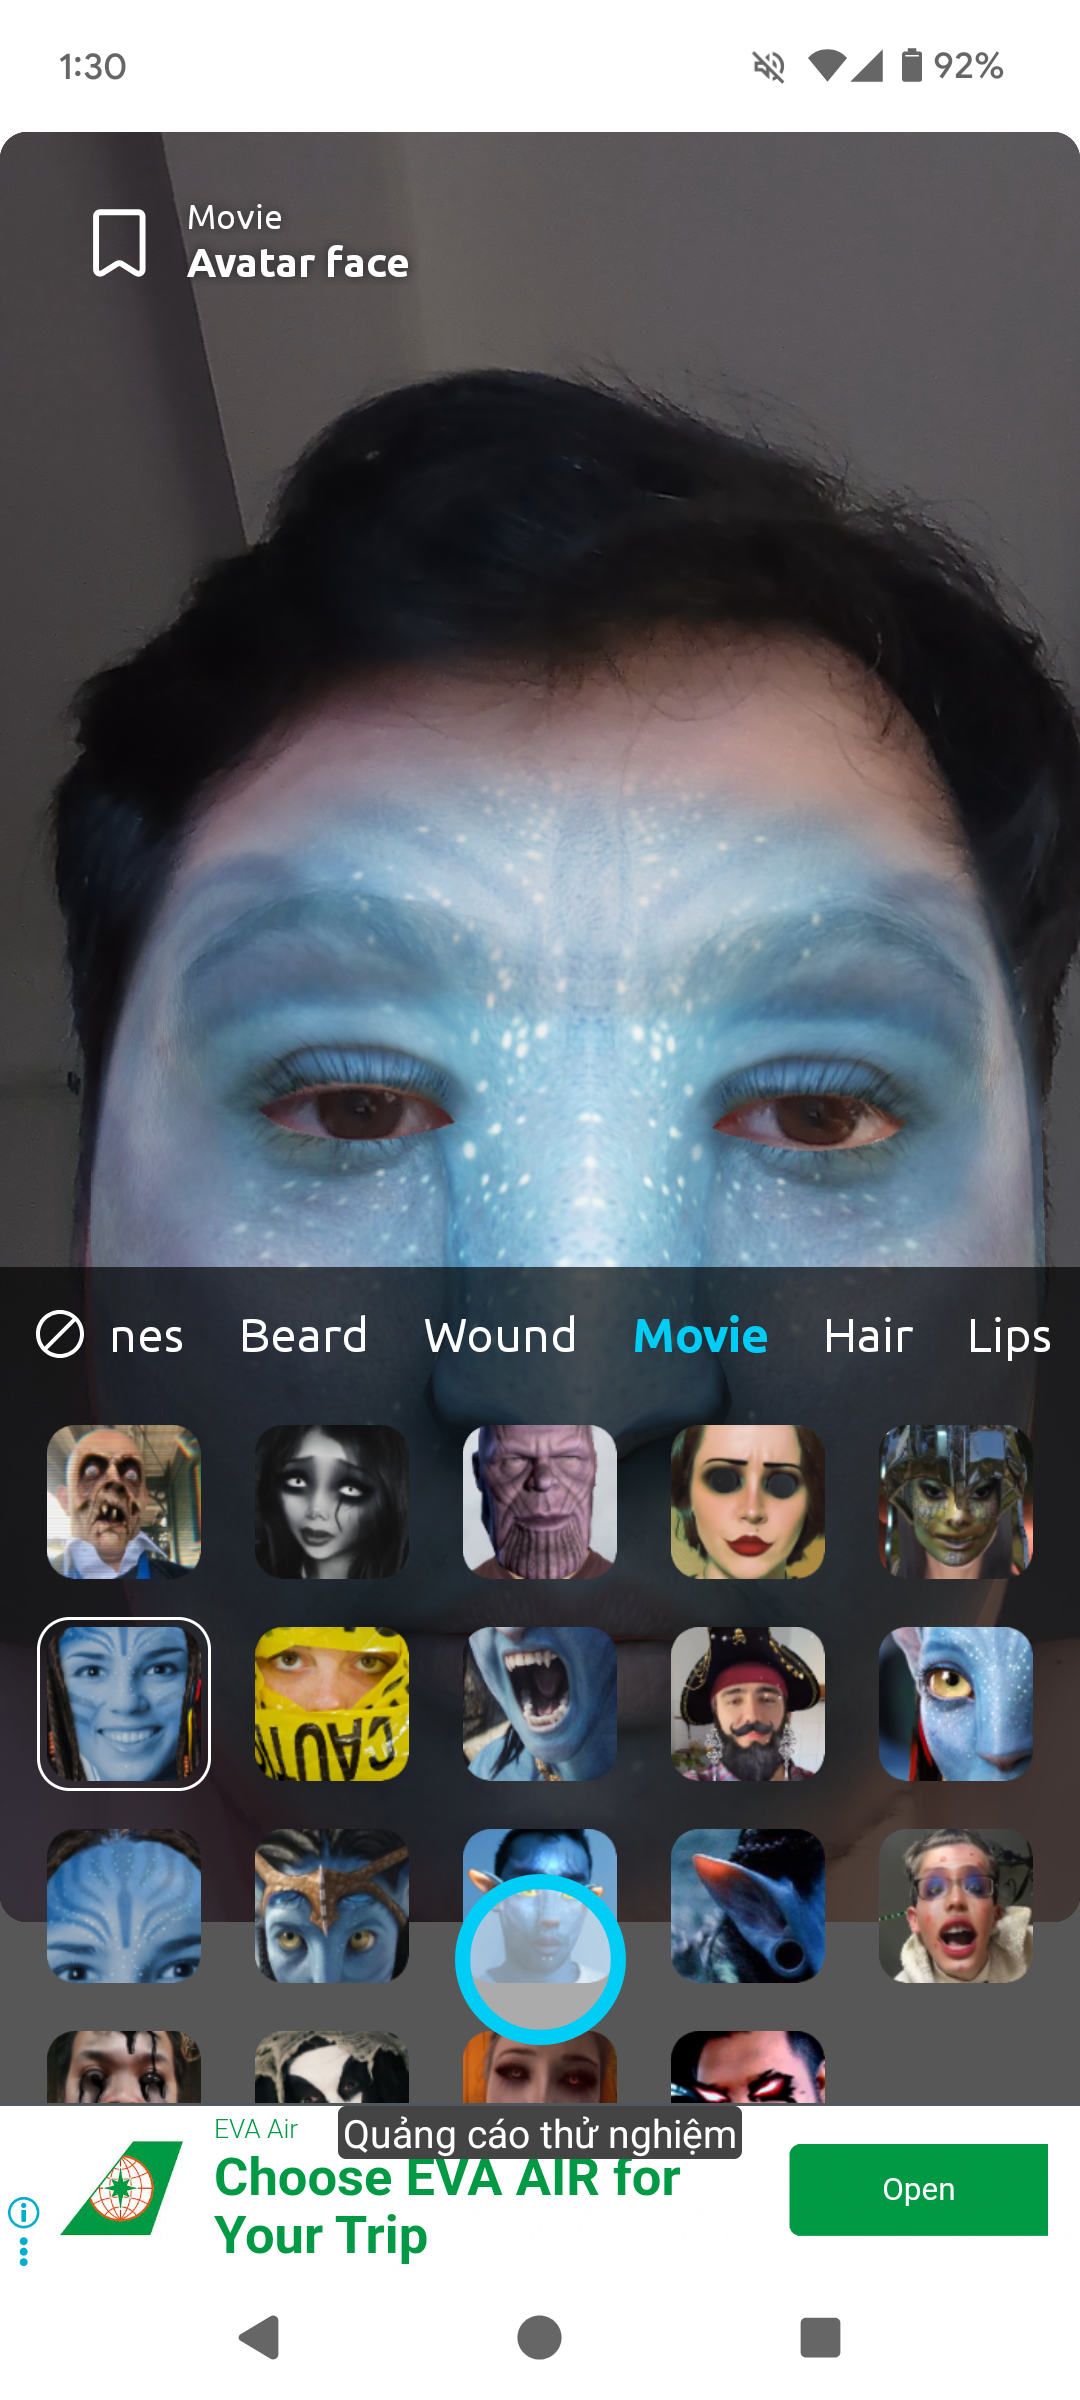 1:30
92%
Movie
Avatar face
nes Beard Wound Movie Hair Lips
CAUT
EVA Air
Quảng cáo thử nghiệm
Choose EVA AIR for
Your Trip
Open